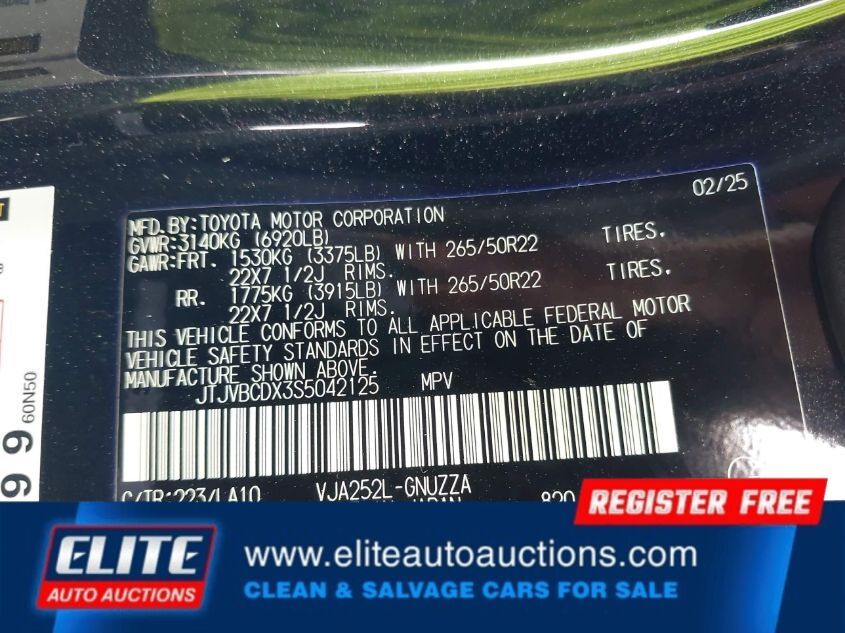 02/25
MFD.BY:TOYOTA MOTOR CORPORATION
GVWR:3140KG (6920LB)
GAWR:FRT. 1530KG (3375LB) WITH 265/50R22 TIRES.
22X7 1/2J RIMS.
RR. 1775KG (3915LB) WITH 265/50R22 TIRES.
22X7 1/2J RIMS.
THIS VEHICLE CONFORMS TO ALL APPLICABLE FEDERAL MOTOR
VEHICLE SAFETY STANDARDS IN EFFECT ON THE DATE OF
MANUFACTURE SHOWN ABOVE.
JTJVBCDX3S5042125 MPV
C/TR:223/LA10 VJA252L-GNUZZA
820
99
60N50
REGISTER FREE
ELITE
AUTO AUCTIONS
www.eliteautoauctions.com
CLEAN & SALVAGE CARS FOR SALE